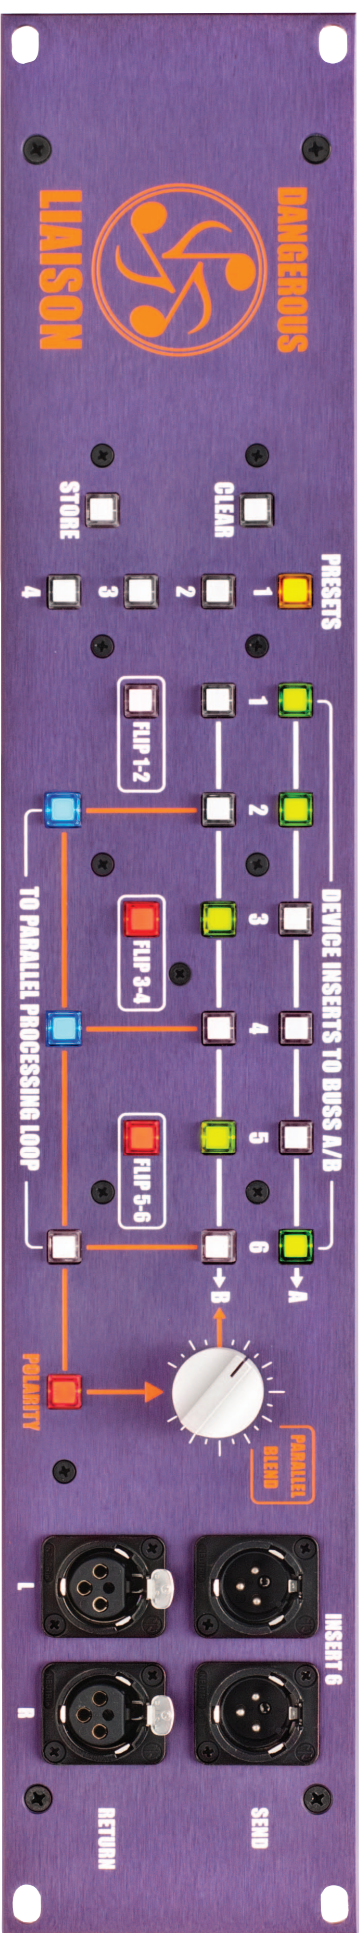 DANGEROUS
LIAISON
PRESETS
CLEAR
STORE
1 2 3 4
DEVICE INSERTS TO BUSS A/B
1 2 3 4 5 6
A
B
FLIP 1-2
FLIP 3-4
FLIP 5-6
TO PARALLEL PROCESSING LOOP
POLARITY
PARALLEL
BLEND
INSERT 6
SEND
L R
RETURN